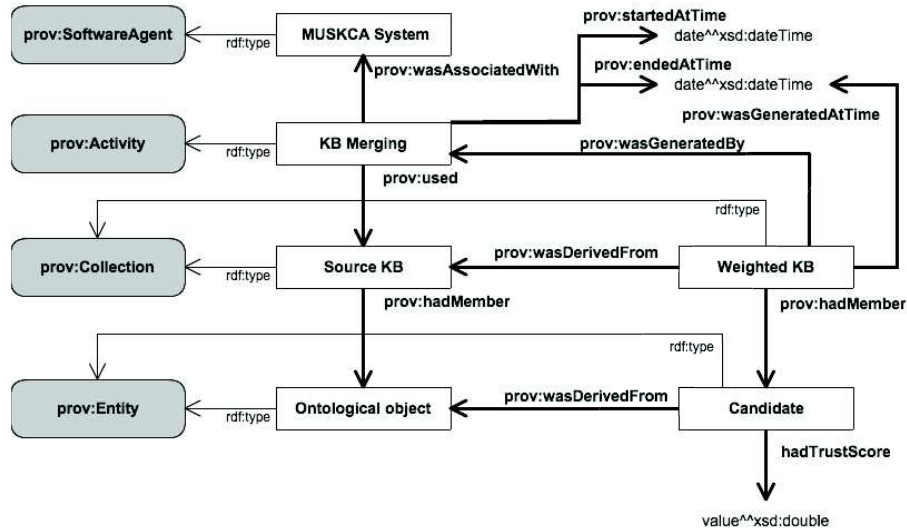 prov:startedAtTime
prov:SoftwareAgent
rdf:type
MUSKCA System
date^^xsd:dateTime
prov:wasAssociatedWith
prov:endedAtTime
date^^xsd:dateTime
prov:wasGeneratedAtTime
prov:Activity
rdf:type
KB Merging
prov:wasGeneratedBy
prov:used
rdf:type
prov:Collection
rdf:type
Source KB
prov:wasDerivedFrom
Weighted KB
prov:hadMember
prov:hadMember
rdf:type
prov:Entity
rdf:type
Ontological object
prov:wasDerivedFrom
Candidate
hadTrustScore
value^^xsd:double